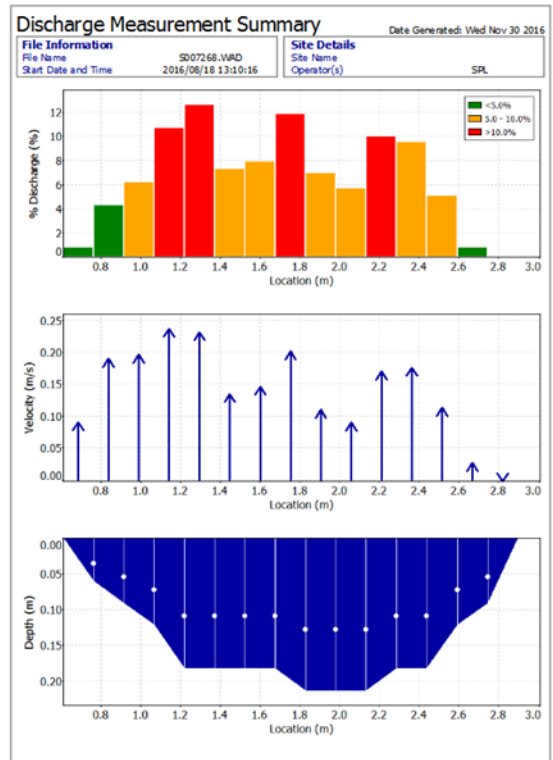 Discharge Measurement Summary Date Generated: Wed Nov 30 2016
File Information
File Name S007268.WAD
Start Date and Time 2016/08/18 13:10:16
Site Details
Site Name
Operator(s) SPL
12
10
8
6
4
2
0
% Discharge (%)
<5.0%
5.0 - 10.0%
>10.0%
0.8 1.0 1.2 1.4 1.6 1.8 2.0 2.2 2.4 2.6 2.8 3.0
Location (m)
0.25
0.20
0.15
0.10
0.05
0.00
Velocity (m/s)
0.8 1.0 1.2 1.4 1.6 1.8 2.0 2.2 2.4 2.6 2.8 3.0
Location (m)
0.00
0.05
0.10
0.15
0.20
Depth (m)
0.8 1.0 1.2 1.4 1.6 1.8 2.0 2.2 2.4 2.6 2.8 3.0
Location (m)